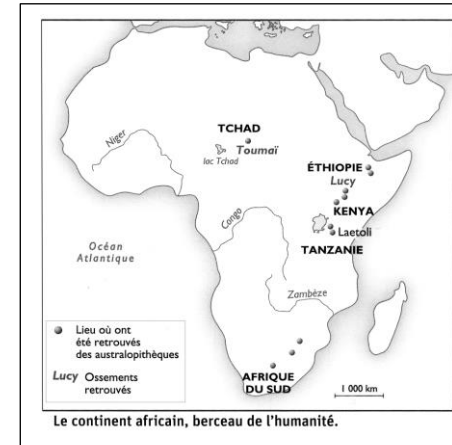 TCHAD
Toumaï
lac Tchad
Niger
ÉTHIOPIE
Lucy
KENYA
Congo
Laetoli
TANZANIE
Océan
Atlantique
Zambèze
Lieu où ont
été retrouvés
des australopithèques
Lucy Ossements
retrouvés
AFRIQUE
DU SUD
1 000 km
Le continent africain, berceau de l'humanité.